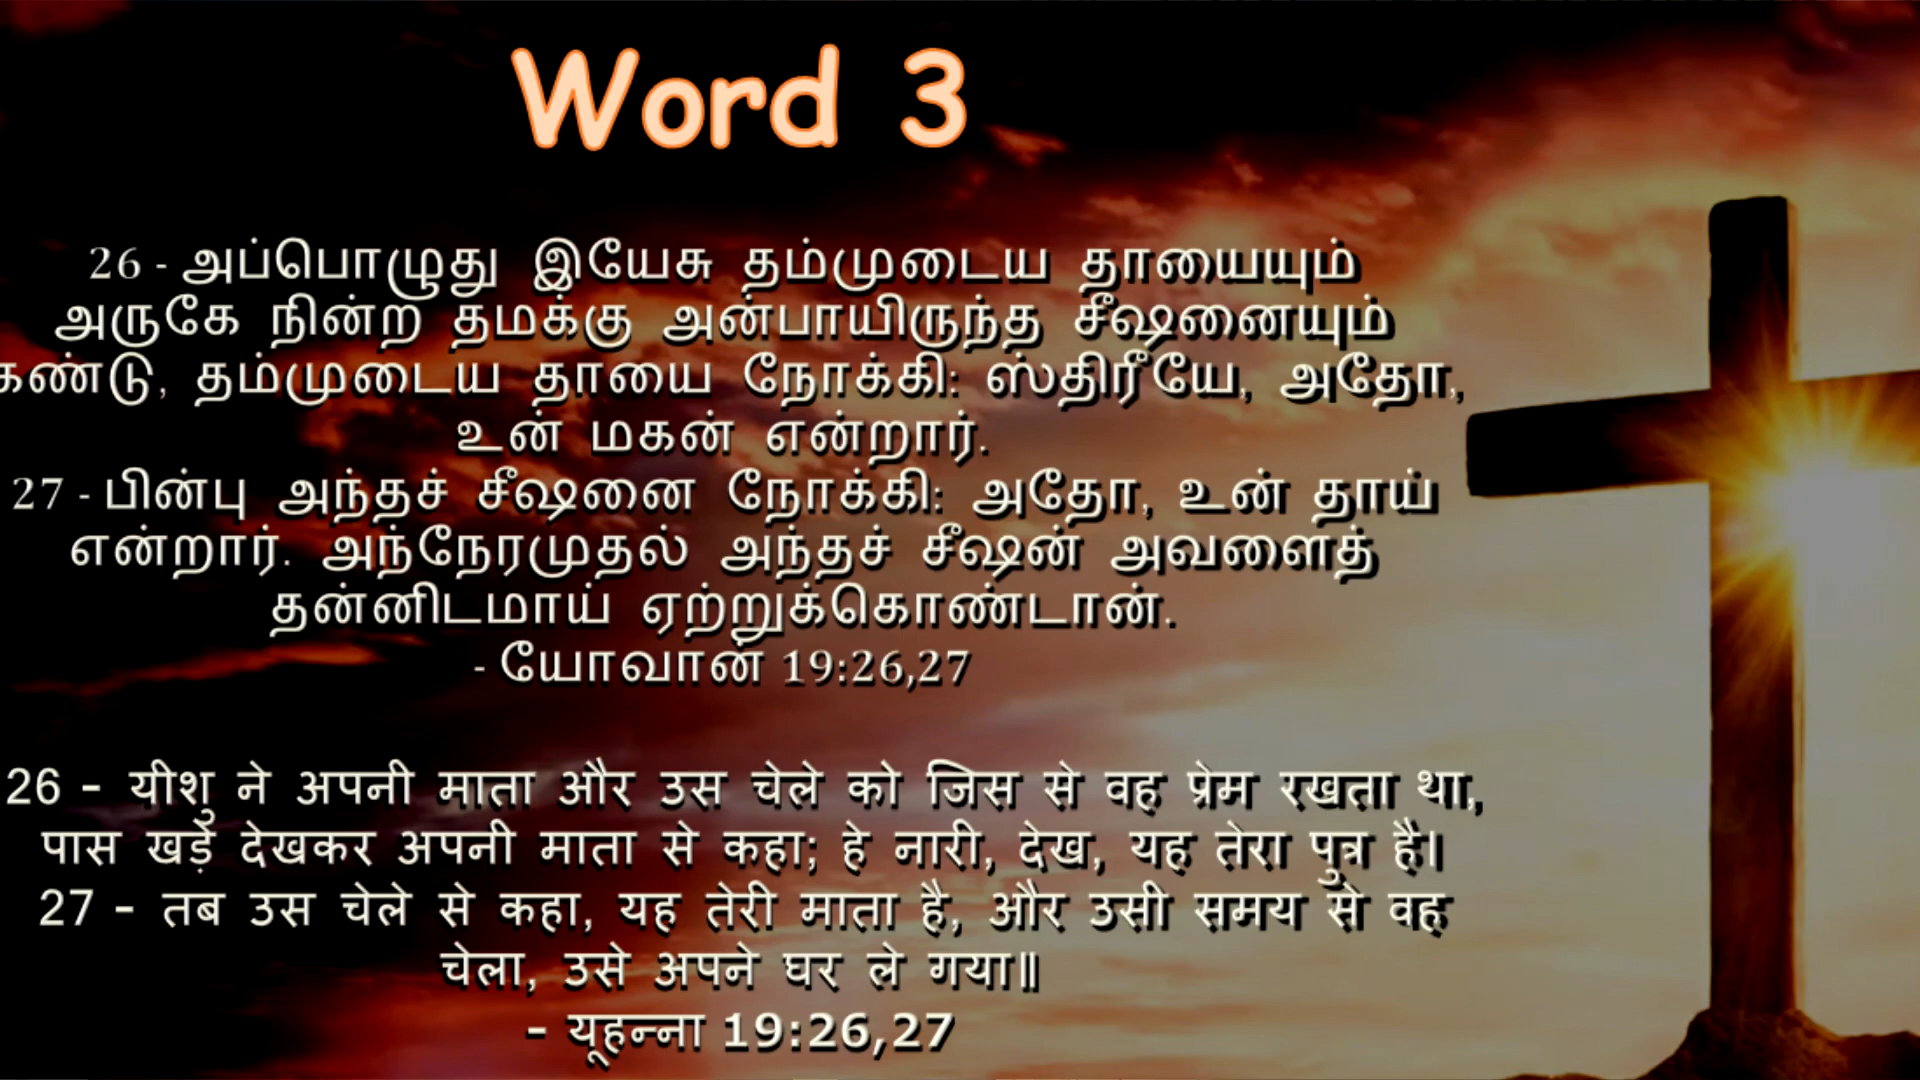 Word 3
26 - அப்பொழுது இயேசு தம்முடைய தாயையும்
அருகே நின்ற தமக்கு அன்பாயிருந்த சீஷனையும்
கண்டு, தம்முடைய தாயை நோக்கி: ஸ்திரீயே, அதோ,
உன் மகன் என்றார்.
27 - பின்பு அந்தச் சீஷனை நோக்கி: அதோ, உன் தாய்
என்றார். அந்நேரமுதல் அந்தச் சீஷன் அவளைத்
தன்னிடமாய் ஏற்றுக்கொண்டான்.
- யோவான் 19:26,27
26 - यीशु ने अपनी माता और उस चेले को जिस से वह प्रेम रखता था,
पास खड़े देखकर अपनी माता से कहा; हे नारी, देख, यह तेरा पुत्र है।
27 - तब उस चेले से कहा, यह तेरी माता है, और उसी समय से वह
चेला, उसे अपने घर ले गया॥
- यूहन्ना 19:26,27